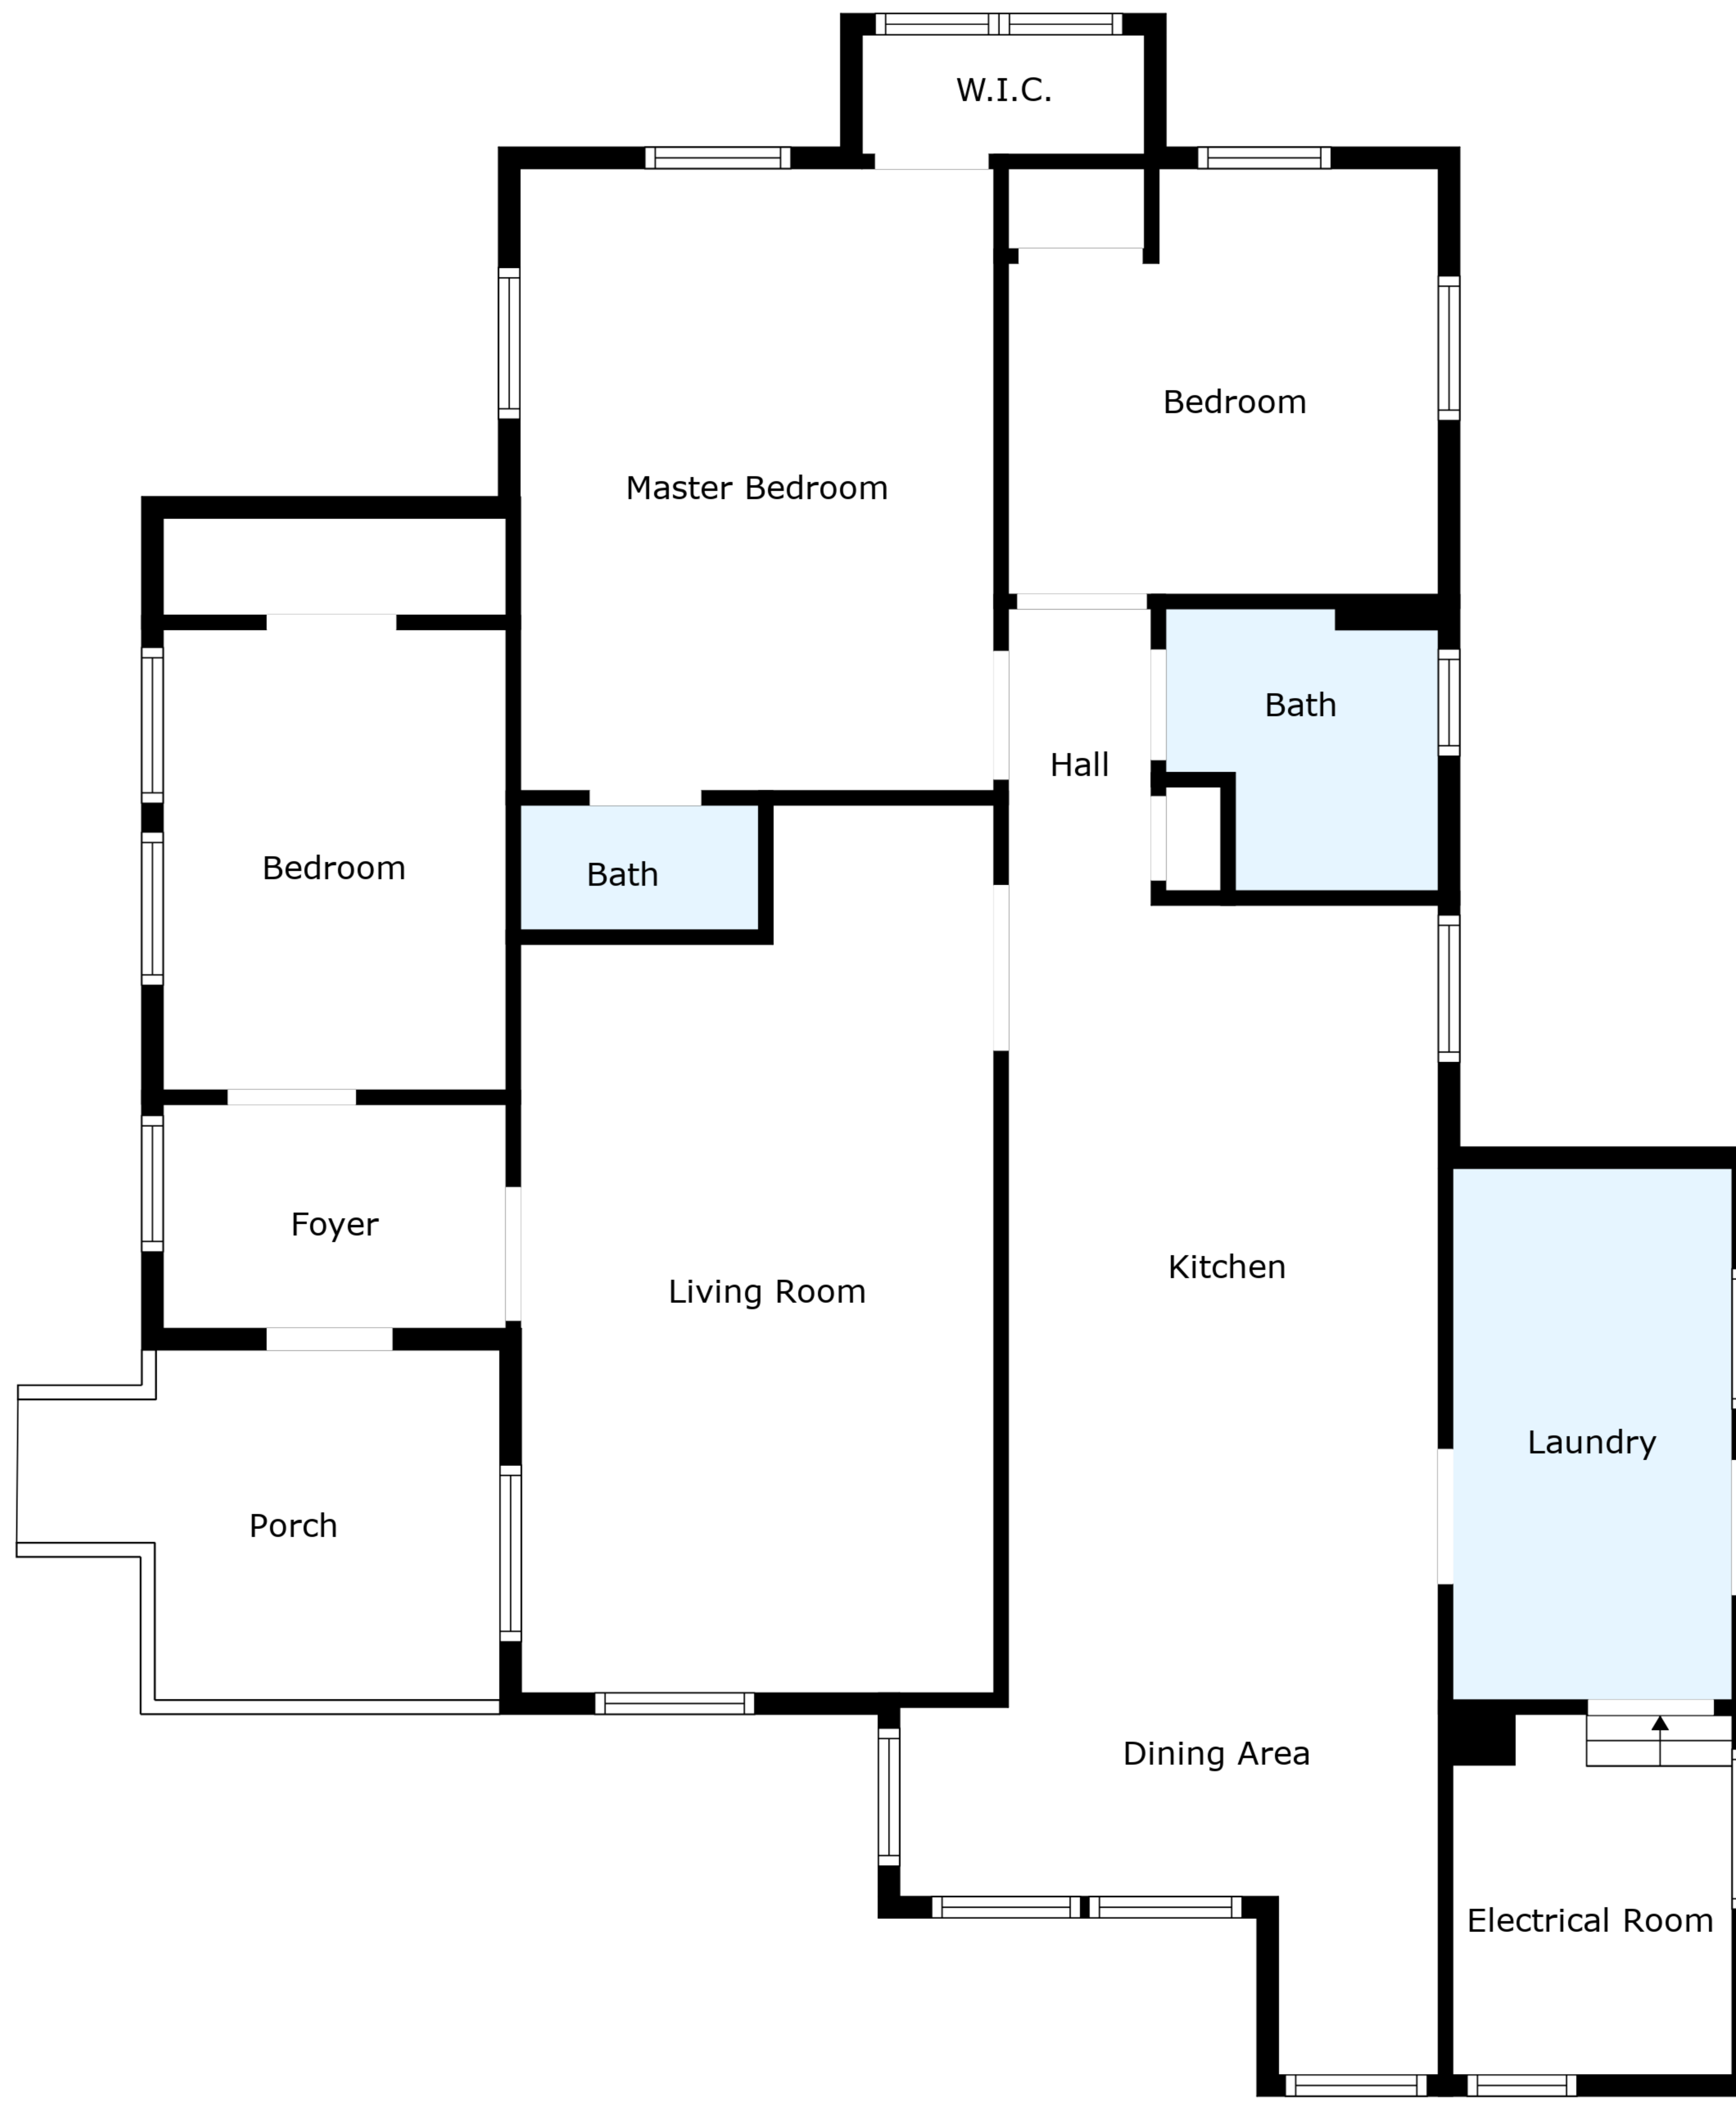 W.I.C.
Bedroom
Master Bedroom
Bath
Hall
Bedroom
Bath
Foyer
Kitchen
Living Room
Laundry
Porch
Dining Area
Electrical Room